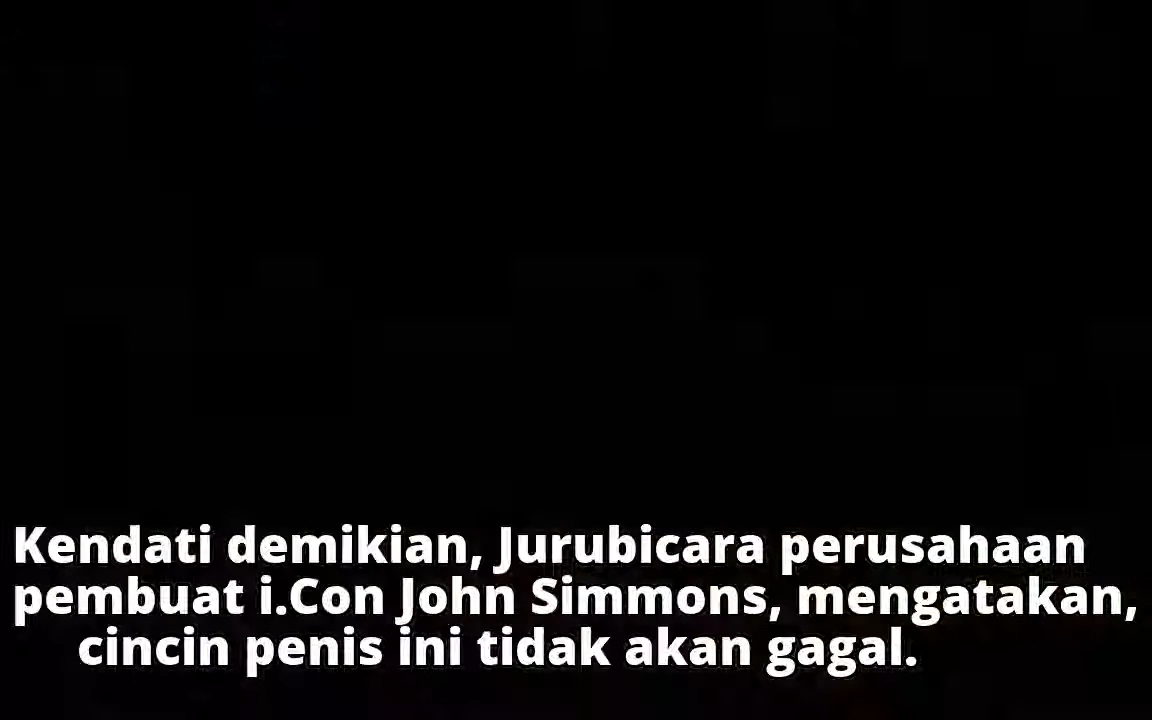 Kendati demikian, Jurubicara perusahaan
pembuat i.Con John Simmons, mengatakan,
cincin penis ini tidak akan gagal.